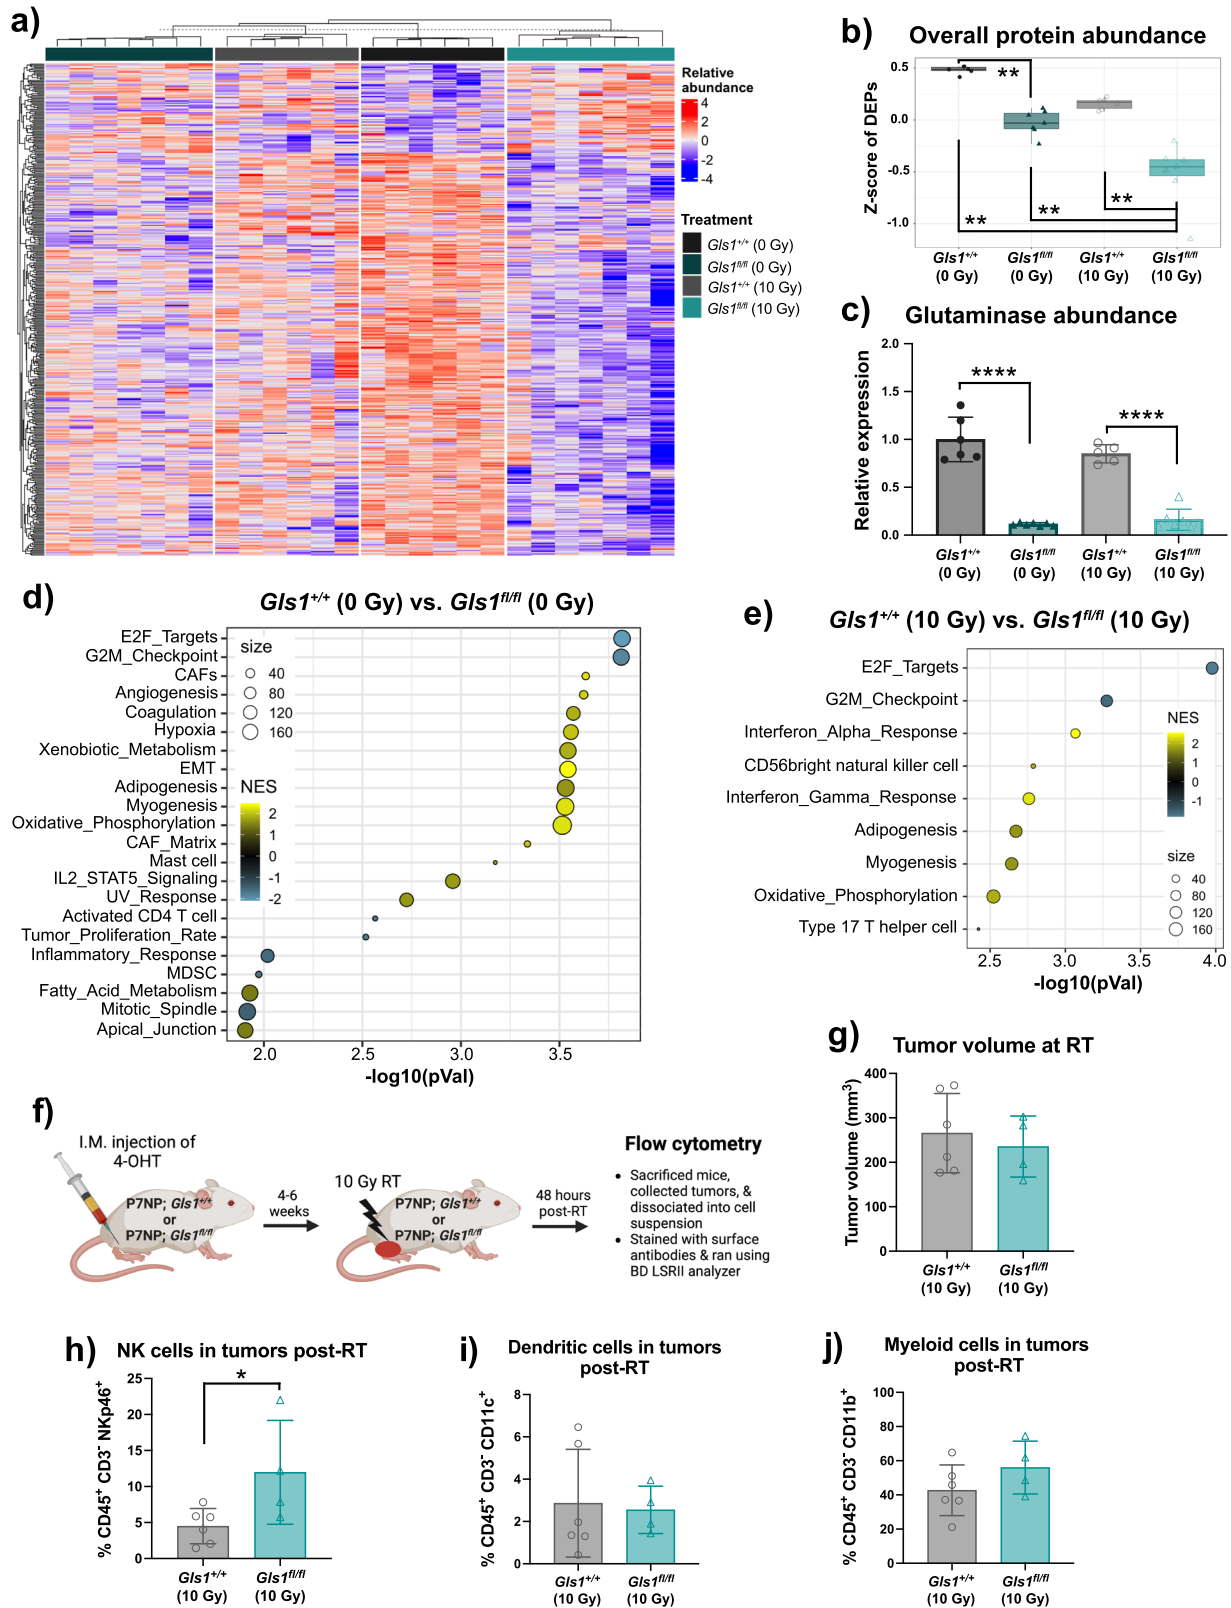 a)
Relative
abundance
4
2
0
-2
-4
Treatment
Gls1+/+ (0 Gy)
Gls1fl/fl (0 Gy)
Gls1+/+ (10 Gy)
Gls1fl/fl (10 Gy)
b)
Overall protein abundance
Z-score of DEPs
0.5
0.0
-0.5
-1.0
**
**
**
**
Gls1+/+
(0 Gy)
Gls1fl/fl
(0 Gy)
Gls1+/+
(10 Gy)
Gls1fl/fl
(10 Gy)
c)
Glutaminase abundance
Relative expression
2.0
1.5
1.0
0.5
0.0
****
****
Gls1+/+
(0 Gy)
Gls1fl/fl
(0 Gy)
Gls1+/+
(10 Gy)
Gls1fl/fl
(10 Gy)
d)
Gls1+/+ (0 Gy) vs. Gls1fl/fl (0 Gy)
E2F_Targets
G2M_Checkpoint
CAFs
Angiogenesis
Coagulation
Hypoxia
Xenobiotic_Metabolism
EMT
Adipogenesis
Myogenesis
Oxidative_Phosphorylation
CAF_Matrix
Mast cell
IL2_STAT5_Signaling
UV_Response
Activated CD4 T cell
Tumor_Proliferation_Rate
Inflammatory_Response
MDSC
Fatty_Acid_Metabolism
Mitotic_Spindle
Apical_Junction
size
40
80
120
160
NES
2
1
0
-1
-2
2.0
2.5
3.0
3.5
-log10(pVal)
e)
Gls1+/+ (10 Gy) vs. Gls1fl/fl (10 Gy)
E2F_Targets
G2M_Checkpoint
Interferon_Alpha_Response
CD56bright natural killer cell
Interferon_Gamma_Response
Adipogenesis
Myogenesis
Oxidative_Phosphorylation
Type 17 T helper cell
NES
2
1
0
-1
size
40
80
120
160
2.5
3.0
3.5
4.0
-log10(pVal)
f)
I.M. injection of
4-OHT
P7NP; Gls1+/+
or
P7NP; Gls1fl/fl
4-6
weeks
10 Gy RT
P7NP; Gls1+/+
or
P7NP; Gls1fl/fl
48 hours
post-RT
Flow cytometry
• Sacrificed mice,
collected tumors, &
dissociated into cell
suspension
• Stained with surface
antibodies & ran using
BD LSRII analyzer
g)
Tumor volume at RT
Tumor volume (mm3)
400
300
200
100
0
Gls1+/+
(10 Gy)
Gls1fl/fl
(10 Gy)
h)
NK cells in tumors post-RT
% CD45+ CD3- NKp46+
25
20
15
10
5
0
*
Gls1+/+
(10 Gy)
Gls1fl/fl
(10 Gy)
i)
Dendritic cells in tumors
post-RT
% CD45+ CD3- CD11c+
8
6
4
2
0
Gls1+/+
(10 Gy)
Gls1fl/fl
(10 Gy)
j)
Myeloid cells in tumors
post-RT
% CD45+ CD3- CD11b+
100
80
60
40
20
0
Gls1+/+
(10 Gy)
Gls1fl/fl
(10 Gy)